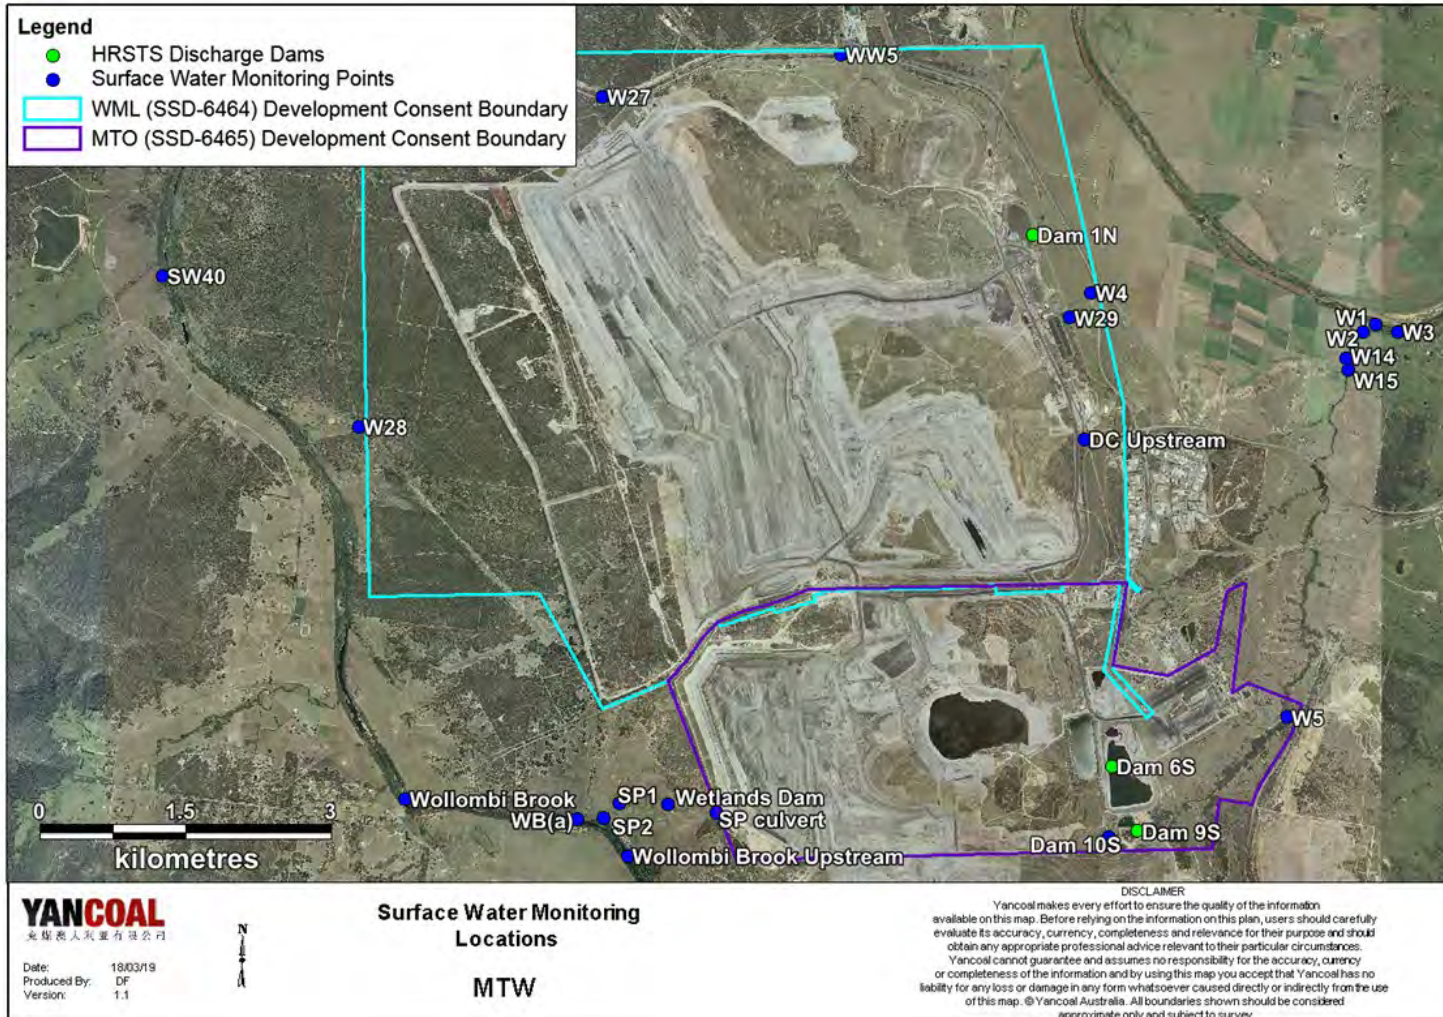 Legend
HRSTS Discharge Dams
Surface Water Monitoring Points
WML (SSD-6464) Development Consent Boundary
MTO (SSD-6465) Development Consent Boundary
WW5
W27
Dam 1N
SW40
W4
W29
W1
W2
W3
W14
W15
W28
DC Upstream
W5
Dam 6S
Wollombi Brook
SP1
Wetlands Dam
WB(a)
SP2
SP culvert
Dam 9S
Dam 10S
Wollombi Brook Upstream
0 1.5 3
kilometres
YANCOAL
Date: 18/03/19
Produced By: DF
Version: 1.1
N
Surface Water Monitoring
Locations
MTW
DISCLAIMER
Yancoal makes every effort to ensure the quality of the information
available on this map. Before relying on the information on this plan, users should carefully
evaluate its accuracy, currency, completeness and relevance for their purpose and should
obtain any appropriate professional advice relevant to their particular circumstances.
Yancoal cannot guarantee and assumes no responsibility for the accuracy, currency
or completeness of the information and by using this map you accept that Yancoal has no
liability for any loss or damage in any form whatsoever caused directly or indirectly from the use
of this map. © Yancoal Australia. All boundaries shown should be considered
approximate only and subject to survey